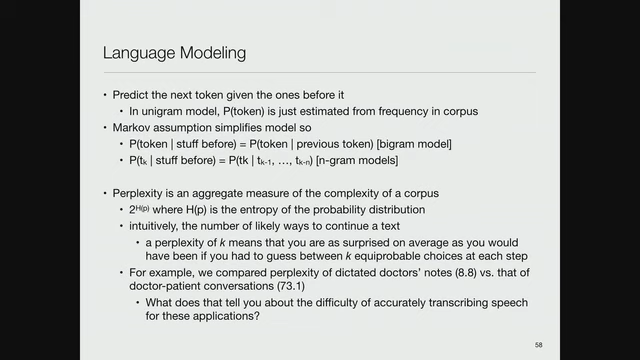 Language Modeling
• Predict the next token given the ones before it
• In unigram model, P(token) is just estimated from frequency in corpus
• Markov assumption simplifies model so
• P(token | stuff before) = P(token | previous token) [bigram model]
• P(tk | stuff before) = P(tk | tk-1, …, tk-n) [n-gram models]
• Perplexity is an aggregate measure of the complexity of a corpus
• 2H(p) where H(p) is the entropy of the probability distribution
• intuitively, the number of likely ways to continue a text
• a perplexity of k means that you are as surprised on average as you would
have been if you had to guess between k equiprobable choices at each step
• For example, we compared perplexity of dictated doctors' notes (8.8) vs. that of
doctor-patient conversations (73.1)
• What does that tell you about the difficulty of accurately transcribing speech
for these applications?
58